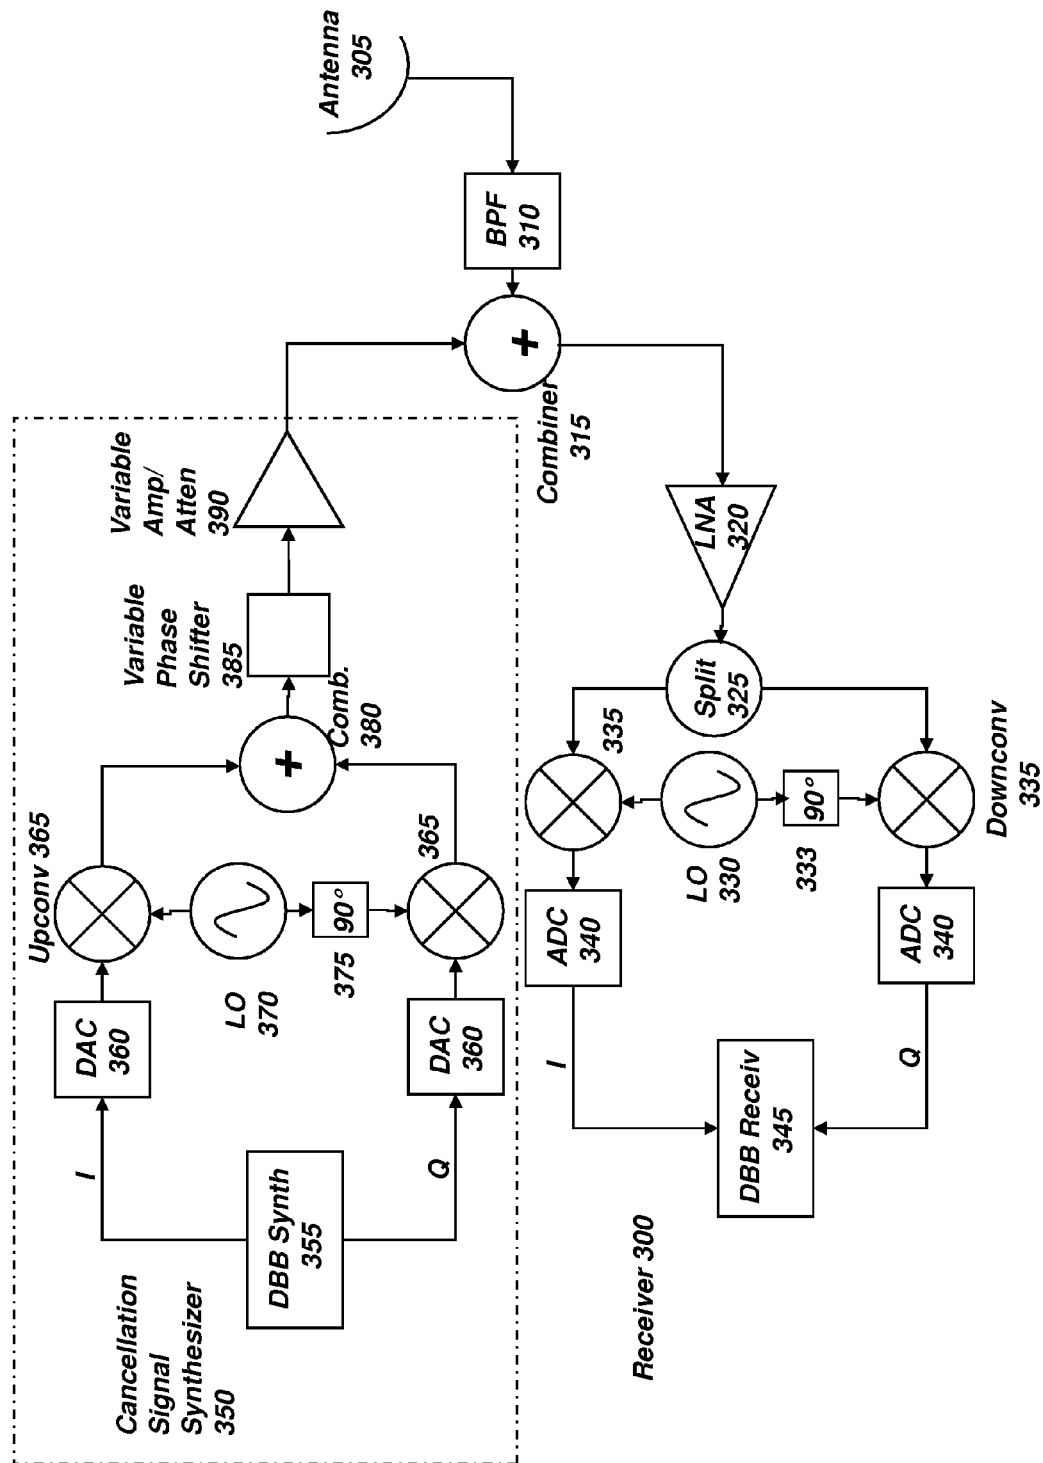 Cancellation
Signal
Synthesizer
350
DBB Synth
355
I
Q
DAC
360
DAC
360
Upconv 365
LO
370
90°
375
365
+
Comb.
380
Variable
Phase
Shifter
385
Variable
Amp/
Atten
390
Antenna
305
BPF
310
+
Combiner
315
LNA
320
Split
325
335
LO
330
90°
333
Downconv
335
ADC
340
ADC
340
I
Q
DBB Receiv
345
Receiver 300